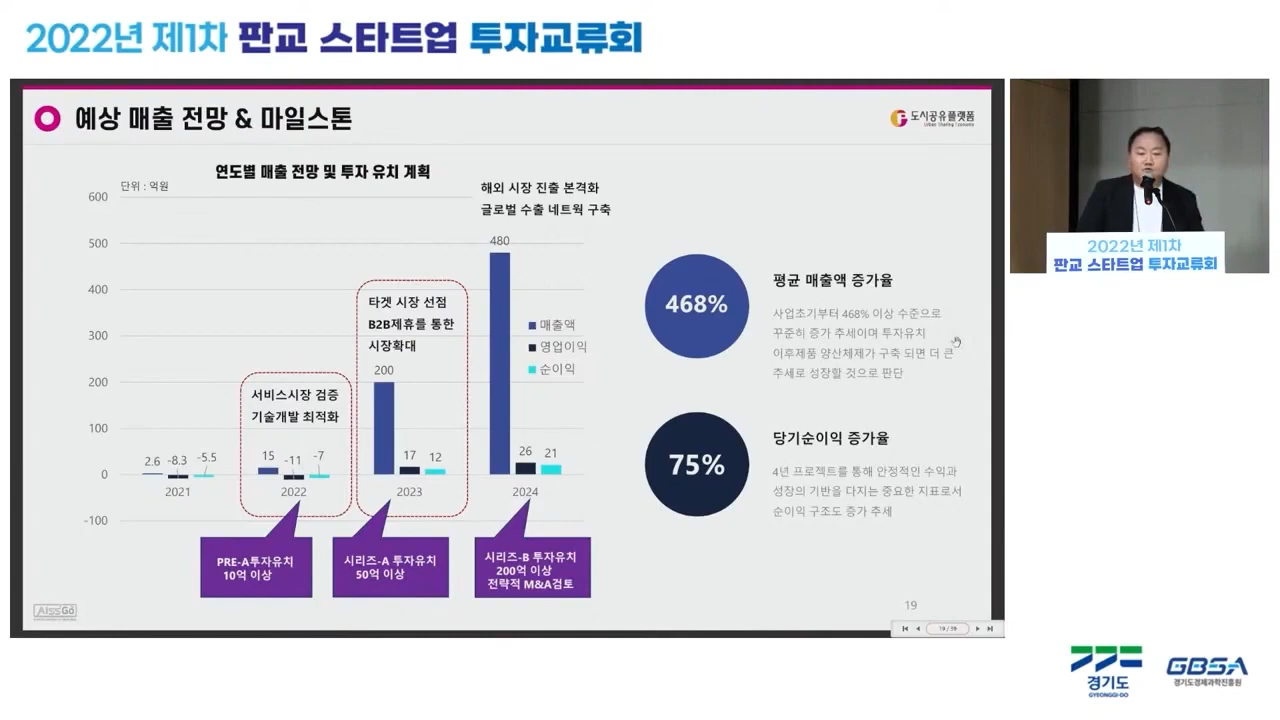 2022년 제1차 판교 스타트업 투자교류회
예상 매출 전망 & 마일스톤
도시공유플랫폼
연도별 매출 전망 및 투자 유치 계획
단위 : 억원
600
500
400
300
200
100
0
-100
해외 시장 진출 본격화
글로벌 수출 네트웍 구축
480
타겟 시장 선점
B2B제휴를 통한
시장확대
200
매출액
영업이익
순이익
서비스시장 검증
기술개발 최적화
2.6 -8.3 -5.5
15 -11 -7
17 12
26 21
2021
2022
2023
2024
PRE-A투자유치
10억 이상
시리즈-A 투자유치
50억 이상
시리즈-B 투자유치
200억 이상
전략적 M&A검토
468%
평균 매출액 증가율
사업초기부터 468% 이상 수준으로
꾸준히 증가 추세이며 투자유치
이후제품 양산체제가 구축 되면 더 큰
추세로 성장할 것으로 판단
75%
당기순이익 증가율
4년 프로젝트를 통해 안정적인 수익과
성장의 기반을 다지는 중요한 지표로서
순이익 구조도 증가 추세
AISSGo
19
19 / 39
2022년 제1차
판교 스타트업 투자교류회
경기도
GYEONGGI-DO
GBSA
경기도경제과학진흥원